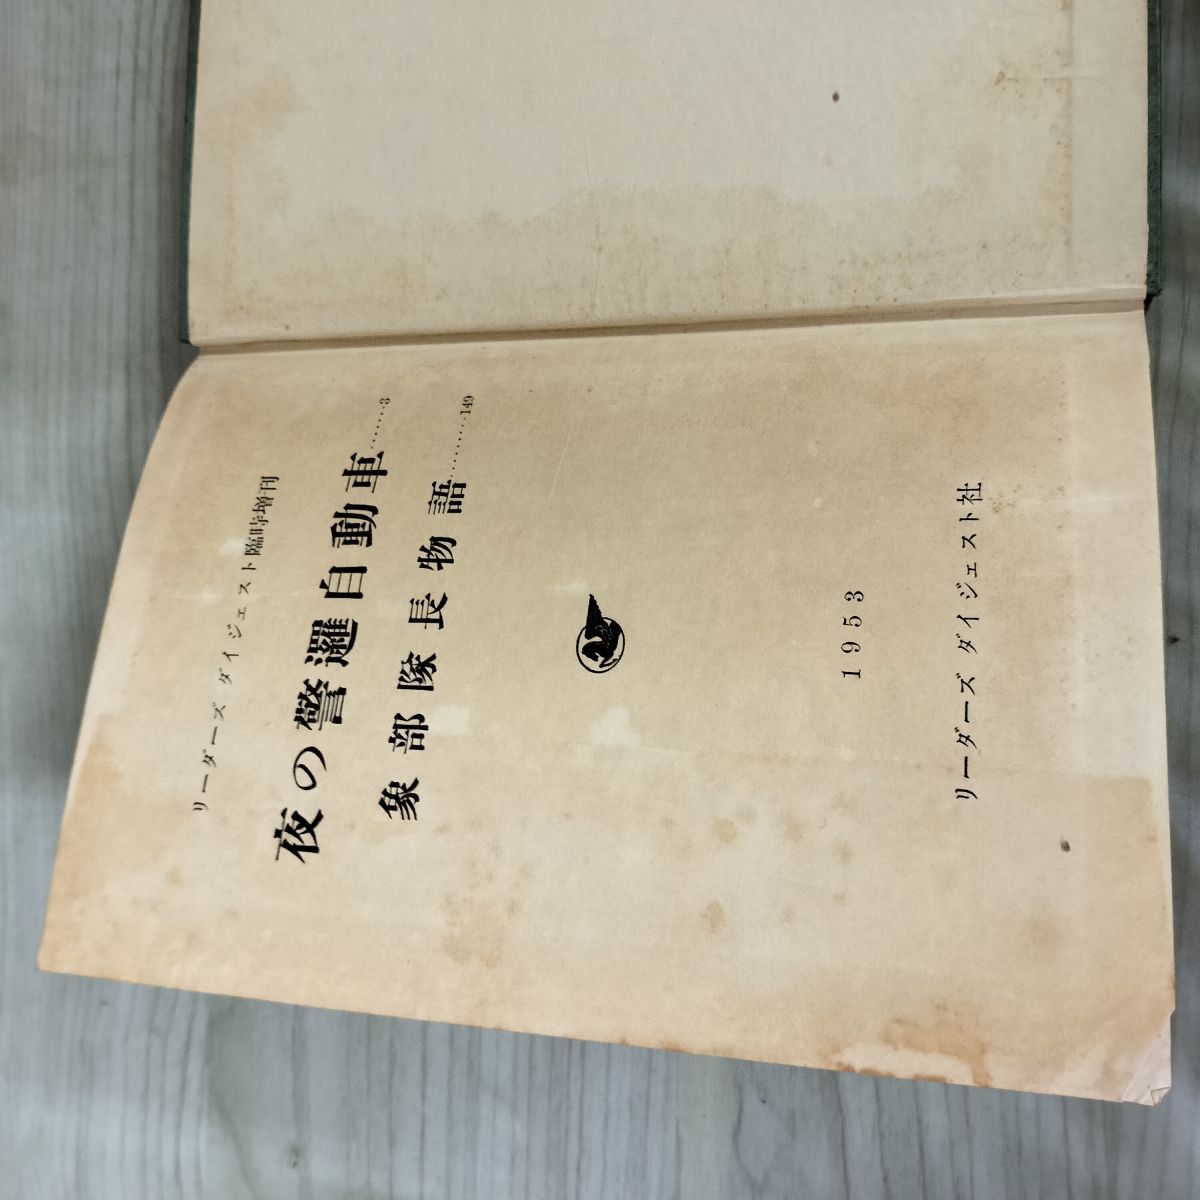 リーダーズ ダイジェスト臨時増刊
夜の警邏自動車………3
象部隊長物語………149
1953
リーダーズ ダイジェスト社